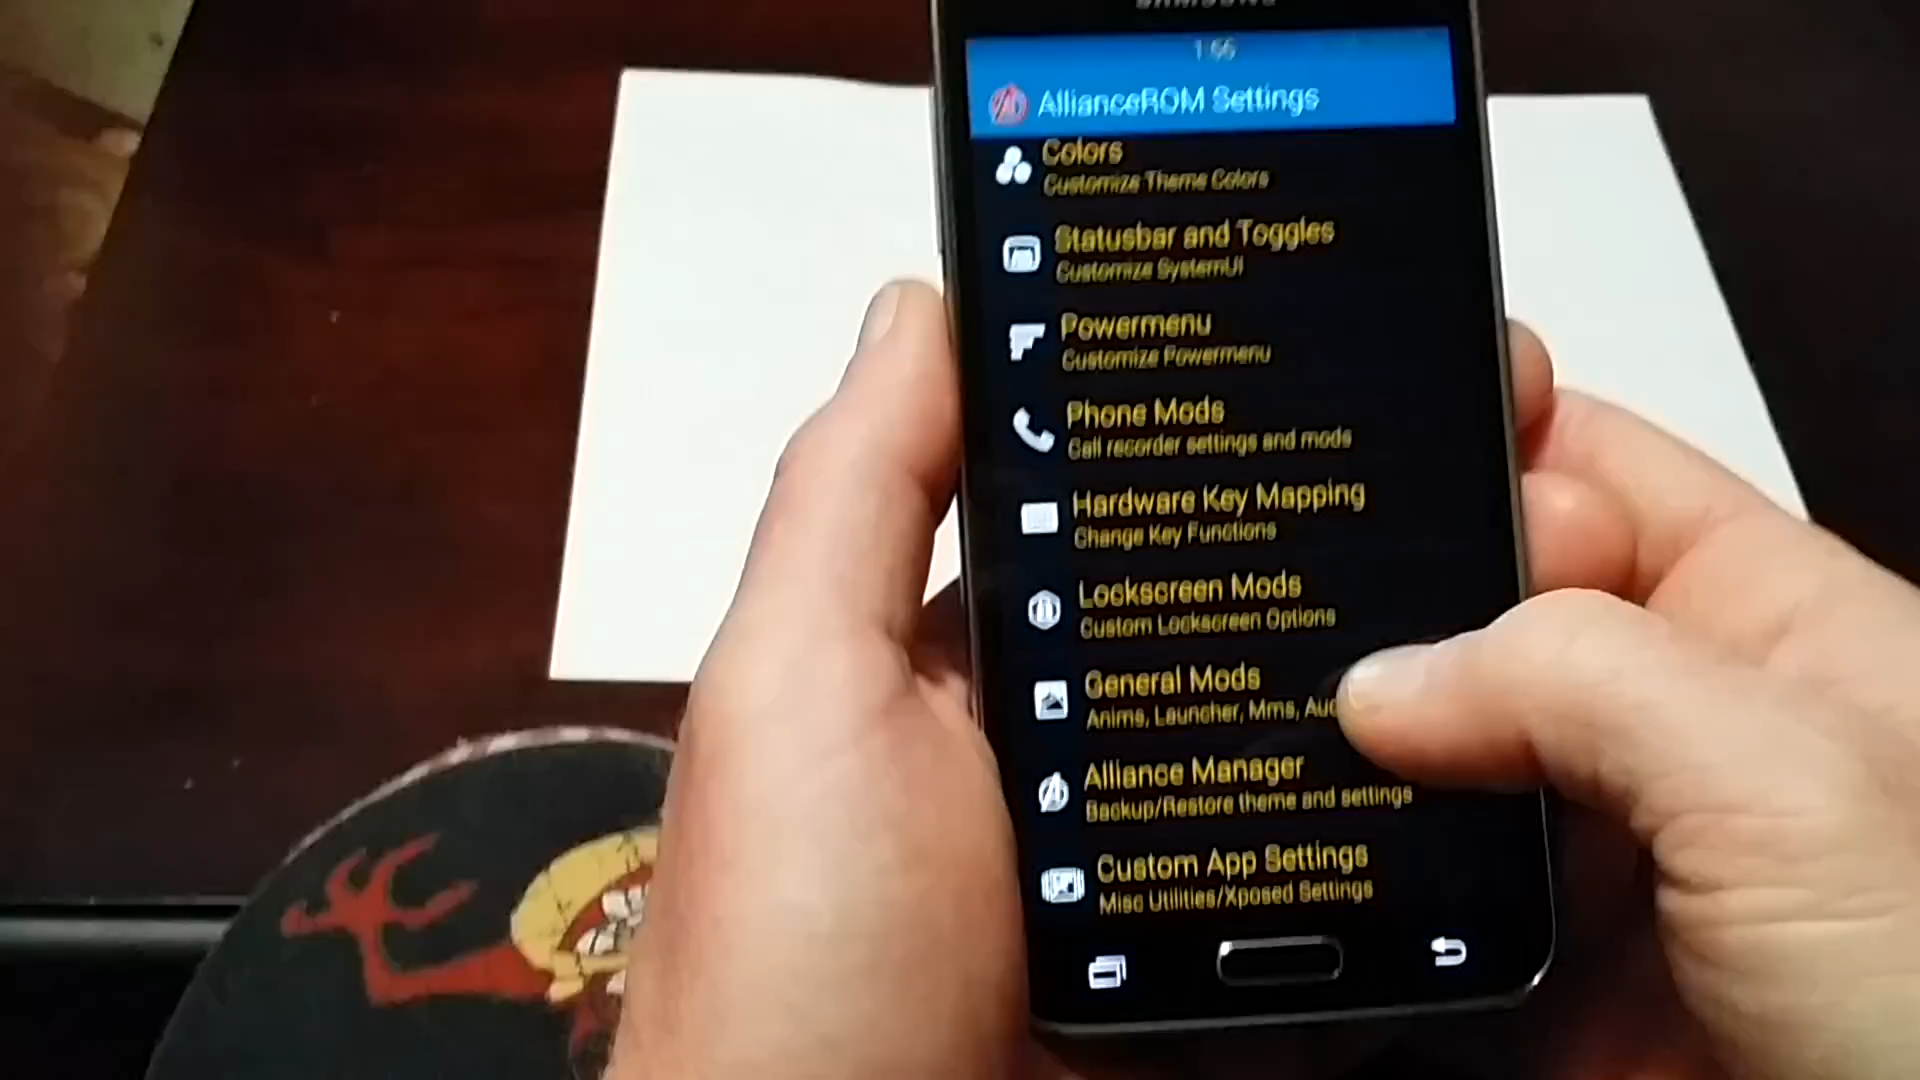 SAMSUNG
AllianceROM Settings
Colors
Customize Theme Colors
Statusbar and Toggles
Customize SystemUI
Powermenu
Customize Powermenu
Phone Mods
Call recorder settings and mods
Hardware Key Mapping
Change Key Functions
Lockscreen Mods
Custom Lockscreen Options
General Mods
Anims, Launcher, Mms,
Alliance Manager
Backup/Restore theme and settings
Custom App Settings
Misc Utilities/Xposed Settings